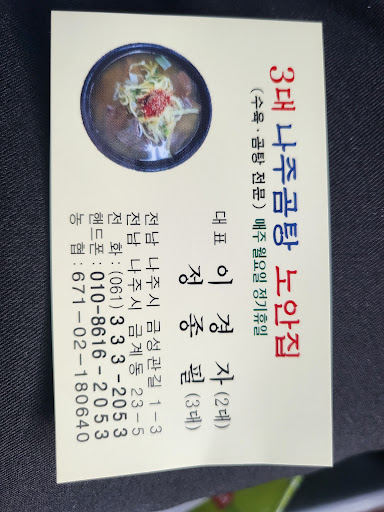 3대 나주곰탕 노안집
(수육·곰탕 전문) 매주 월요일 정기휴일
대표 이 경 자 (2대)
정 종 필 (3대)
전남 나주시 금성관길 1-3
전남 나주시 금계동 23-5
전 화 : (061) 333-2053
핸드폰 : 010-8616-2053
농 협 : 671-02-180640